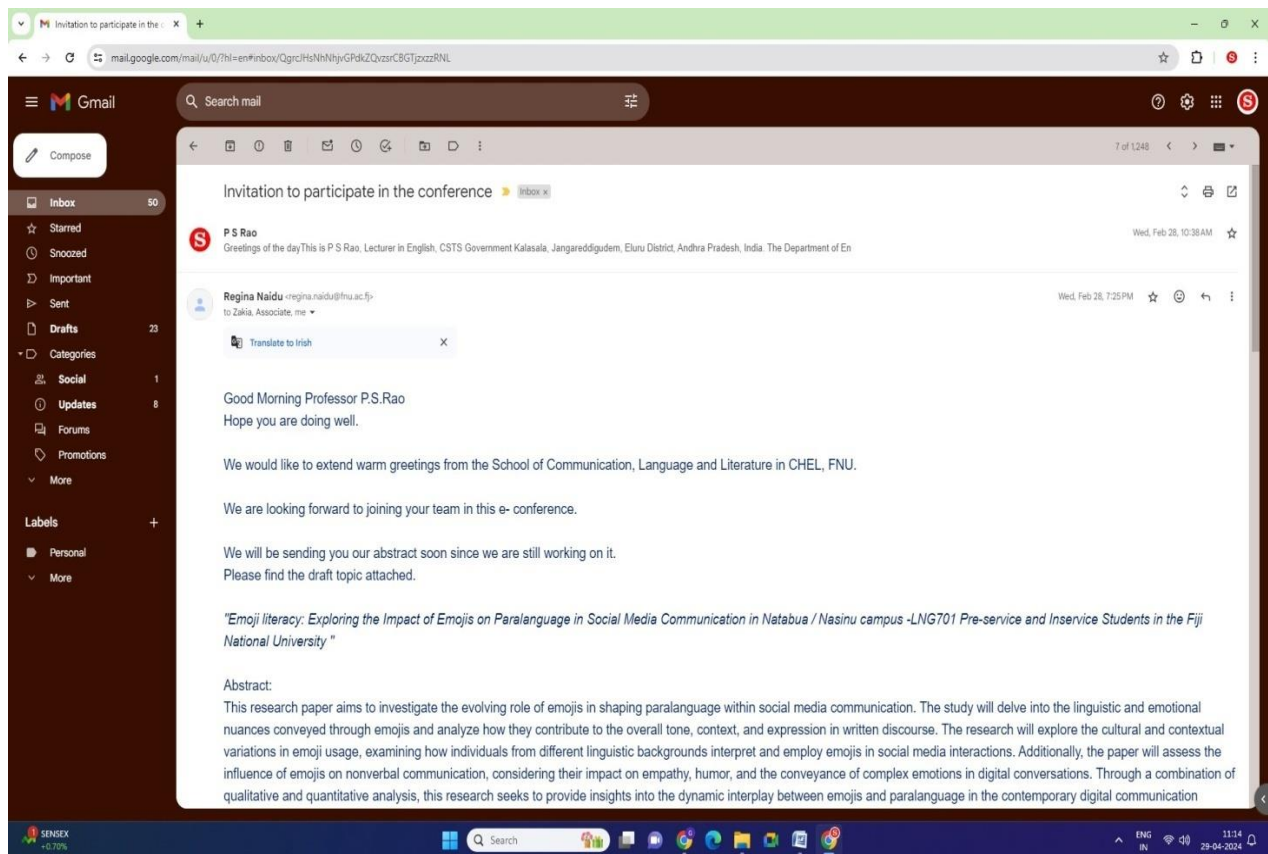 Invitation to participate in the c
mail.google.com/mail/u/0/?hl=en#inbox/QgrcJHsNhNhjvGPdkZQvzsrCBGTjzxzzRNL
Gmail
Search mail
S
Compose
7 of 1,248
Inbox 50
Starred
Snoozed
Important
Sent
Drafts 23
Categories
Social 1
Updates 8
Forums
Promotions
More
Labels +
Personal
More
Invitation to participate in the conference Inbox x
S
P S Rao Wed, Feb 28, 10:38 AM
Greetings of the dayThis is P S Rao, Lecturer in English, CSTS Government Kalasala, Jangareddigudem, Eluru District, Andhra Pradesh, India. The Department of En
Regina Naidu <regina.naidu@fnu.ac.fj> Wed, Feb 28, 7:25 PM
to Zakia, Associate, me
Translate to Irish X
Good Morning Professor P.S.Rao
Hope you are doing well.
We would like to extend warm greetings from the School of Communication, Language and Literature in CHEL, FNU.
We are looking forward to joining your team in this e- conference.
We will be sending you our abstract soon since we are still working on it.
Please find the draft topic attached.
"Emoji literacy: Exploring the Impact of Emojis on Paralanguage in Social Media Communication in Natabua / Nasinu campus -LNG701 Pre-service and Inservice Students in the Fiji
National University "
Abstract:
This research paper aims to investigate the evolving role of emojis in shaping paralanguage within social media communication. The study will delve into the linguistic and emotional
nuances conveyed through emojis and analyze how they contribute to the overall tone, context, and expression in written discourse. The research will explore the cultural and contextual
variations in emoji usage, examining how individuals from different linguistic backgrounds interpret and employ emojis in social media interactions. Additionally, the paper will assess the
influence of emojis on nonverbal communication, considering their impact on empathy, humor, and the conveyance of complex emotions in digital conversations. Through a combination of
qualitative and quantitative analysis, this research seeks to provide insights into the dynamic interplay between emojis and paralanguage in the contemporary digital communication
SENSEX
+0.70%
Search
ENG
IN
11:14
29-04-2024